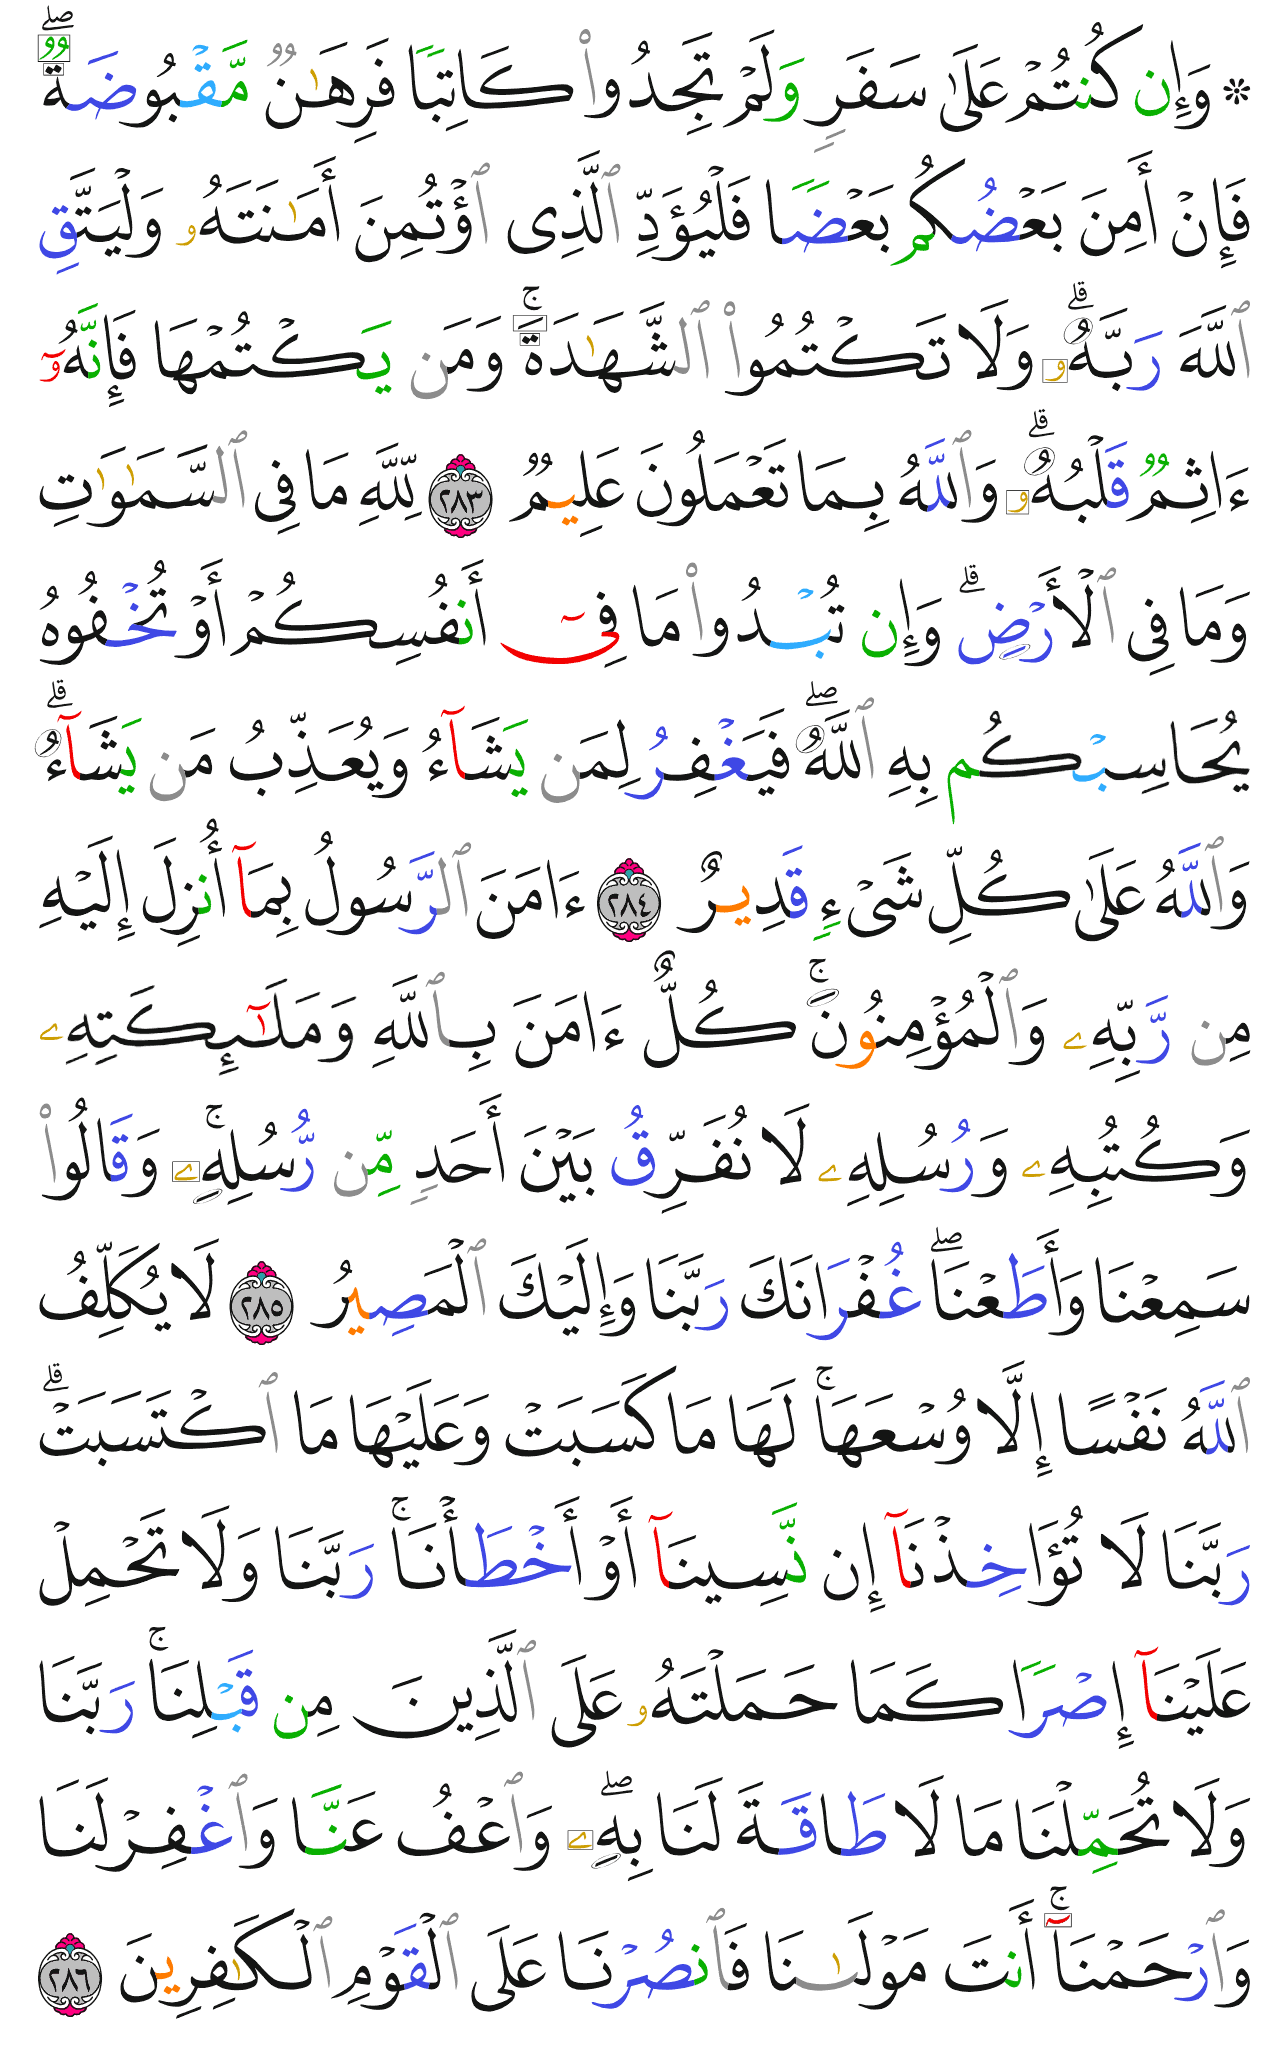 ۞ وَإِن كُنتُمْ عَلَىٰ سَفَرٍ وَلَمْ تَجِدُوا۟ كَاتِبًا فَرِهَـٰنٌ مَّقْبُوضَةٌ ۖ
فَإِنْ أَمِنَ بَعْضُكُم بَعْضًا فَلْيُؤَدِّ ٱلَّذِى ٱؤْتُمِنَ أَمَـٰنَتَهُۥ وَلْيَتَّقِ
ٱللَّهَ رَبَّهُۥ ۗ وَلَا تَكْتُمُوا۟ ٱلشَّهَـٰدَةَ ۚ وَمَن يَكْتُمْهَا فَإِنَّهُۥٓ
ءَاثِمٌ قَلْبُهُۥ ۗ وَٱللَّهُ بِمَا تَعْمَلُونَ عَلِيمٌ ٢٨٣ لِّلَّهِ مَا فِى ٱلسَّمَـٰوَٰتِ
وَمَا فِى ٱلْأَرْضِ ۗ وَإِن تُبْدُوا۟ مَا فِىٓ أَنفُسِكُمْ أَوْ تُخْفُوهُ
يُحَاسِبْكُم بِهِ ٱللَّهُ ۖ فَيَغْفِرُ لِمَن يَشَآءُ وَيُعَذِّبُ مَن يَشَآءُ ۗ
وَٱللَّهُ عَلَىٰ كُلِّ شَىْءٍ قَدِيرٌ ٢٨٤ ءَامَنَ ٱلرَّسُولُ بِمَآ أُنزِلَ إِلَيْهِ
مِن رَّبِّهِۦ وَٱلْمُؤْمِنُونَ ۚ كُلٌّ ءَامَنَ بِٱللَّهِ وَمَلَـٰٓئِكَتِهِۦ
وَكُتُبِهِۦ وَرُسُلِهِۦ لَا نُفَرِّقُ بَيْنَ أَحَدٍ مِّن رُّسُلِهِۦ ۚ وَقَالُوا۟
سَمِعْنَا وَأَطَعْنَا ۖ غُفْرَانَكَ رَبَّنَا وَإِلَيْكَ ٱلْمَصِيرُ ٢٨٥ لَا يُكَلِّفُ
ٱللَّهُ نَفْسًا إِلَّا وُسْعَهَا ۚ لَهَا مَا كَسَبَتْ وَعَلَيْهَا مَا ٱكْتَسَبَتْ ۗ
رَبَّنَا لَا تُؤَاخِذْنَآ إِن نَّسِينَآ أَوْ أَخْطَأْنَا ۚ رَبَّنَا وَلَا تَحْمِلْ
عَلَيْنَآ إِصْرًا كَمَا حَمَلْتَهُۥ عَلَى ٱلَّذِينَ مِن قَبْلِنَا ۚ رَبَّنَا
وَلَا تُحَمِّلْنَا مَا لَا طَاقَةَ لَنَا بِهِۦ ۖ وَٱعْفُ عَنَّا وَٱغْفِرْ لَنَا
وَٱرْحَمْنَآ ۚ أَنتَ مَوْلَىٰنَا فَٱنصُرْنَا عَلَى ٱلْقَوْمِ ٱلْكَـٰفِرِينَ ٢٨٦